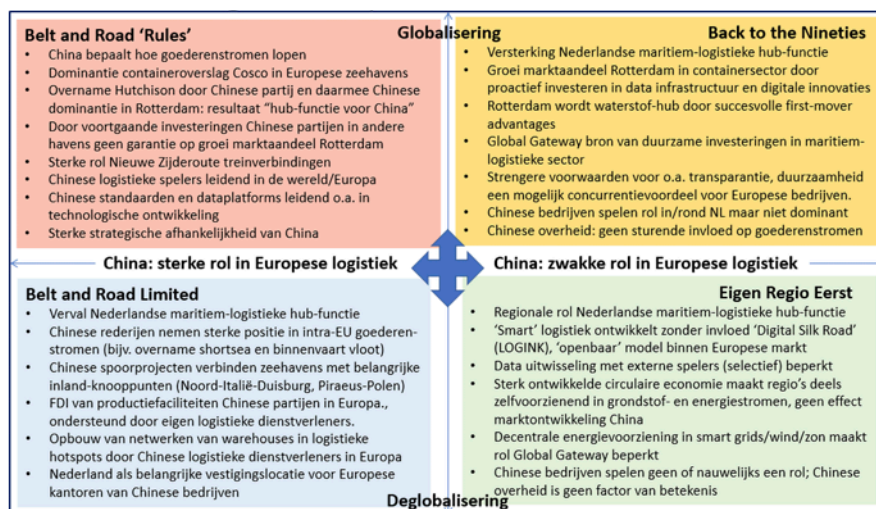 Globalisering
Belt and Road ‘Rules’
• China bepaalt hoe goederenstromen lopen
• Dominantie containeroverslag Cosco in Europese zeehavens
• Overname Hutchison door Chinese partij en daarmee Chinese
dominantie in Rotterdam: resultaat “hub-functie voor China”
• Door voortgaande investeringen Chinese partijen in andere
havens geen garantie op groei marktaandeel Rotterdam
• Sterke rol Nieuwe Zijderoute treinverbindingen
• Chinese logistieke spelers leidend in de wereld/Europa
• Chinese standaarden en dataplatforms leidend o.a. in
technologische ontwikkeling
• Sterke strategische afhankelijkheid van China
Back to the Nineties
• Versterking Nederlandse maritiem-logistieke hub-functie
• Groei marktaandeel Rotterdam in containersector door
proactief investeren in data infrastructuur en digitale innovaties
• Rotterdam wordt waterstof-hub door succesvolle first-mover
advantages
• Global Gateway bron van duurzame investeringen in maritiem-
logistieke sector
• Strengere voorwaarden voor o.a. transparantie, duurzaamheid
een mogelijk concurrentievoordeel voor Europese bedrijven.
• Chinese bedrijven spelen rol in/rond NL maar niet dominant
• Chinese overheid: geen sturende invloed op goederenstromen
China: sterke rol in Europese logistiek
China: zwakke rol in Europese logistiek
Belt and Road Limited
• Verval Nederlandse maritiem-logistieke hub-functie
• Chinese rederijen nemen sterke positie in intra-EU goederen-
stromen (bijv. overname shortsea en binnenvaart vloot)
• Chinese spoorprojecten verbinden zeehavens met belangrijke
inland-knooppunten (Noord-Italië-Duisburg, Piraeus-Polen)
• FDI van productiefaciliteiten Chinese partijen in Europa.,
ondersteund door eigen logistieke dienstverleners.
• Opbouw van netwerken van warehouses in logistieke
hotspots door Chinese logistieke dienstverleners in Europa
• Nederland als belangrijke vestigingslocatie voor Europese
kantoren van Chinese bedrijven
Eigen Regio Eerst
• Regionale rol Nederlandse maritiem-logistieke hub-functie
• ‘Smart’ logistiek ontwikkelt zonder invloed ‘Digital Silk Road’
(LOGINK), ‘openbaar’ model binnen Europese markt
• Data uitwisseling met externe spelers (selectief) beperkt
• Sterk ontwikkelde circulaire economie maakt regio’s deels
zelfvoorzienend in grondstof- en energiestromen, geen effect
marktontwikkeling China
• Decentrale energievoorziening in smart grids/wind/zon maakt
rol Global Gateway beperkt
• Chinese bedrijven spelen geen of nauwelijks een rol; Chinese
overheid is geen factor van betekenis
Deglobalisering